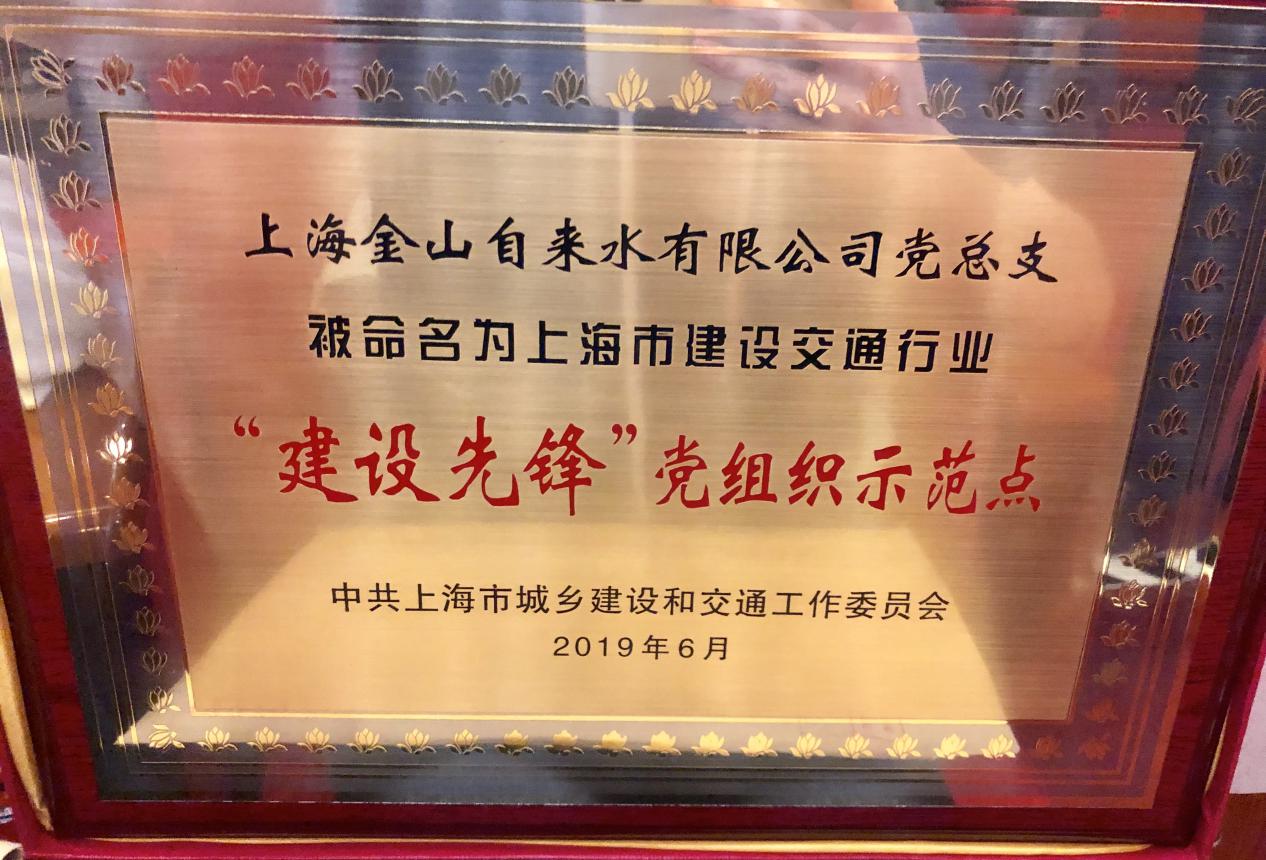 上海金山自来水有限公司党总支
被命名为上海市建设交通行业
“建设先锋”党组织示范点
中共上海市城乡建设和交通工作委员会
2019年6月